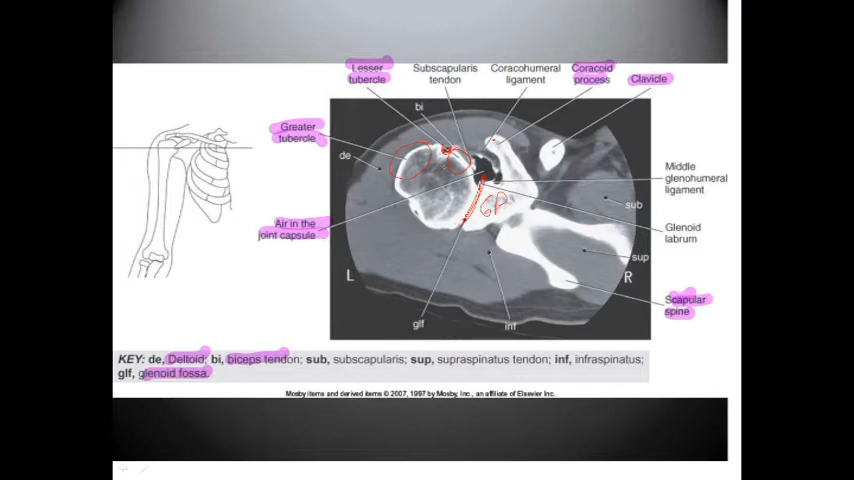 Lesser
tubercle
Subscapularis
tendon
Coracohumeral
ligament
Coracoid
process
Clavicle
bi
Greater
tubercle
de
Middle
glenohumeral
ligament
sub
Air in the
joint capsule
GP
Glenoid
labrum
sup
L
R
Scapular
spine
glf
inf
KEY: de, Deltoid; bi, biceps tendon; sub, subscapularis; sup, supraspinatus tendon; inf, infraspinatus;
glf, glenoid fossa.
Mosby items and derived items © 2007, 1997 by Mosby, Inc., an affiliate of Elsevier Inc.